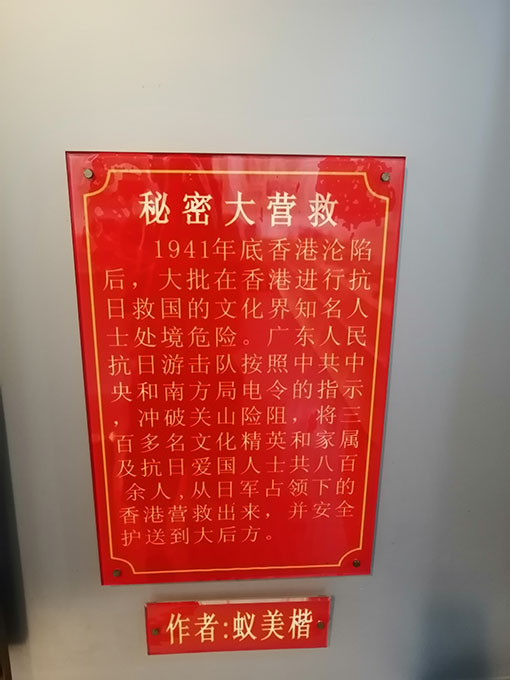 秘密大营救
1941年底香港沦陷
后，大批在香港进行抗
日救国的文化界知名人
士处境危险。广东人民
抗日游击队按照中共中
央和南方局电令的指示
，冲破关山险阻，将三
百多名文化精英和家属
及抗日爱国人士共八百
余人,从日军占领下的
香港营救出来，并安全
护送到大后方。
作者:蚁美楷